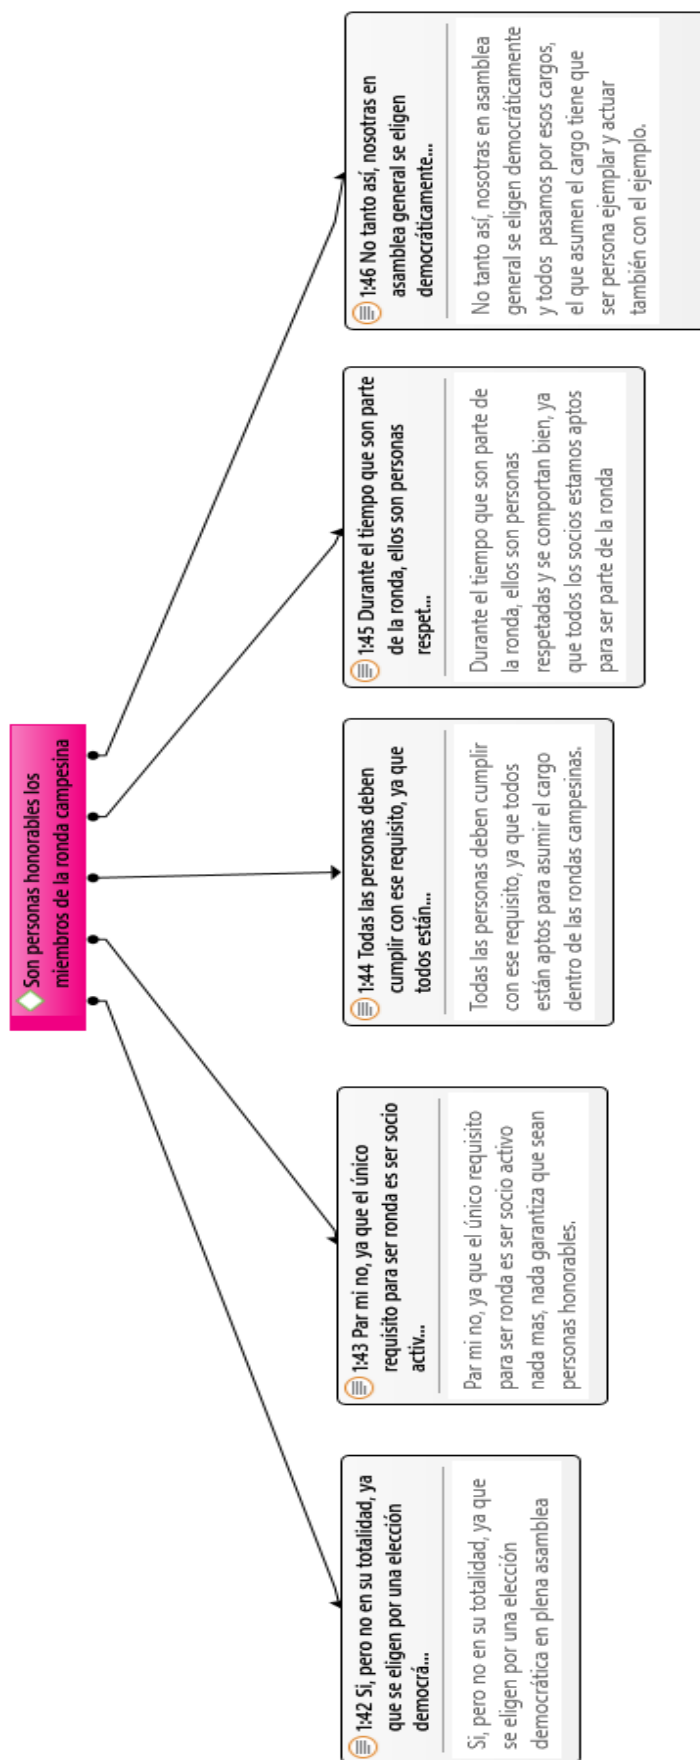 Son personas honorables los
miembros de la ronda campesina
1:42 Si, pero no en su totalidad, ya
que se eligen por una elección
democrá...
Si, pero no en su totalidad, ya que
se eligen por una elección
democrática en plena asamblea
1:43 Par mi no, ya que el único
requisito para ser ronda es ser socio
activ...
Par mi no, ya que el único requisito
para ser ronda es ser socio activo
nada mas, nada garantiza que sean
personas honorables.
1:44 Todas las personas deben
cumplir con ese requisito, ya que
todos están...
Todas las personas deben cumplir
con ese requisito, ya que todos
están aptos para asumir el cargo
dentro de las rondas campesinas.
1:45 Durante el tiempo que son parte
de la ronda, ellos son personas
respet...
Durante el tiempo que son parte de
la ronda, ellos son personas
respetadas y se comportan bien, ya
que todos los socios estamos aptos
para ser parte de la ronda
1:46 No tanto así, nosotras en
asamblea general se eligen
democráticamente...
No tanto así, nosotras en asamblea
general se eligen democráticamente
y todos pasamos por esos cargos,
el que asumen el cargo tiene que
ser persona ejemplar y actuar
también con el ejemplo.